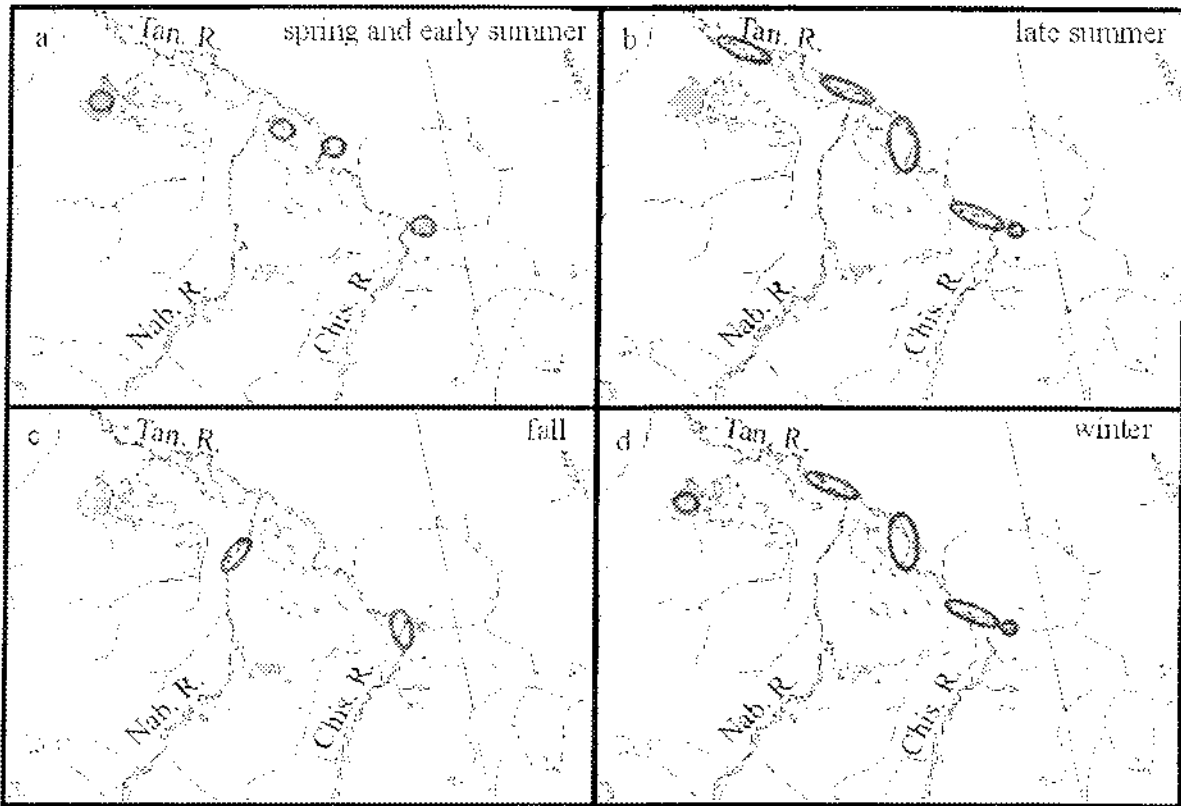 a
Tan. R.
spring and early summer
Nab. R.
Chis. R.
b
Tan. R.
late summer
Nab. R.
Chis. R.
c
Tan. R.
fall
Nab. R.
Chis. R.
d
Tan. R.
winter
Nab. R.
Chis. R.